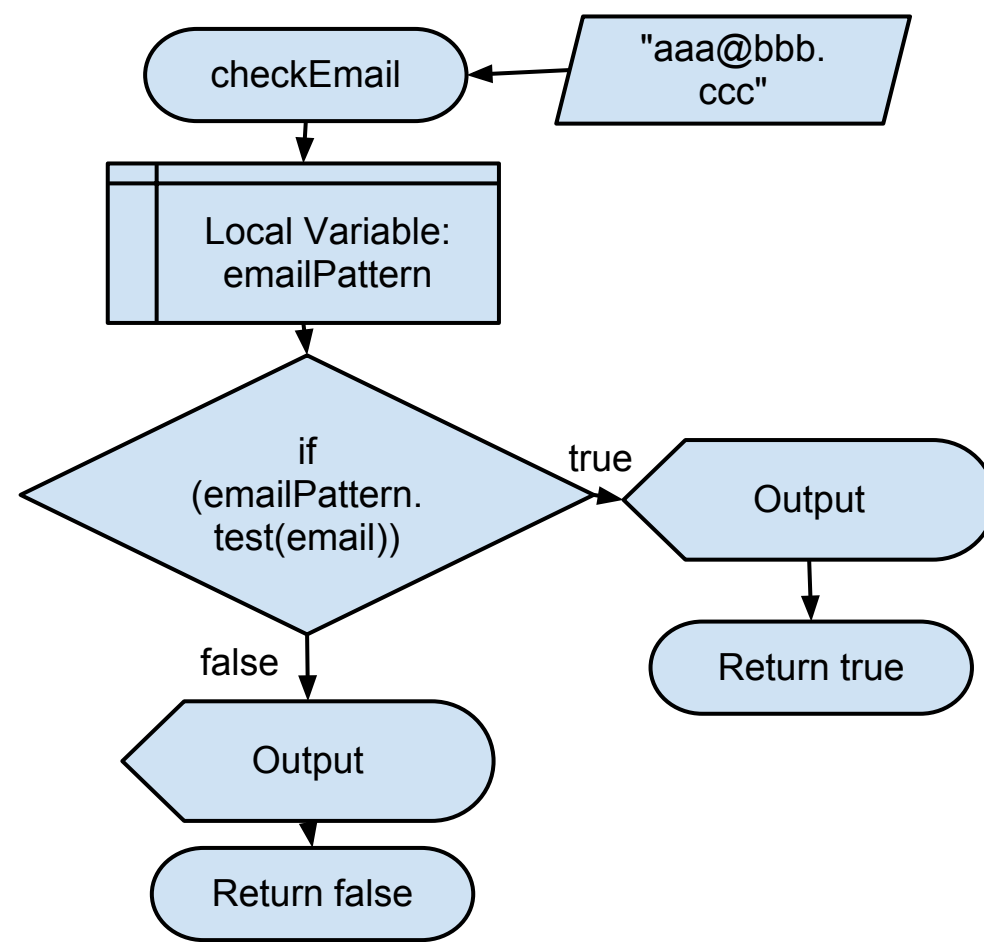 checkEmail
"aaa@bbb.
ccc"
Local Variable:
emailPattern
if
(emailPattern.
test(email))
true
Output
Return true
false
Output
Return false